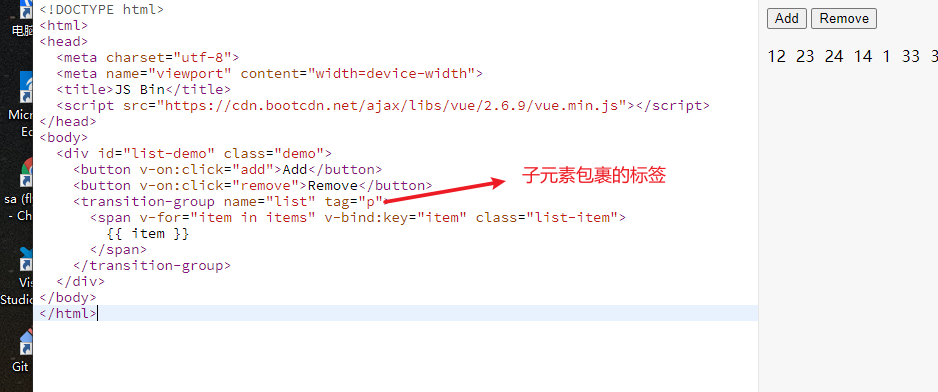 电脑
Micr
Ec
sa (fl
- Ch
Vis
Studio
Git
<!DOCTYPE html>
<html>
<head>
<meta charset="utf-8">
<meta name="viewport" content="width=device-width">
<title>JS Bin</title>
<script src="https://cdn.bootcdn.net/ajax/libs/vue/2.6.9/vue.min.js"></script>
</head>
<body>
<div id="list-demo" class="demo">
<button v-on:click="add">Add</button>
<button v-on:click="remove">Remove</button>
<transition-group name="list" tag="p">
子元素包裹的标签
<span v-for="item in items" v-bind:key="item" class="list-item">
{{ item }}
</span>
</transition-group>
</div>
</body>
</html>
Add Remove
12 23 24 14 1 33 3